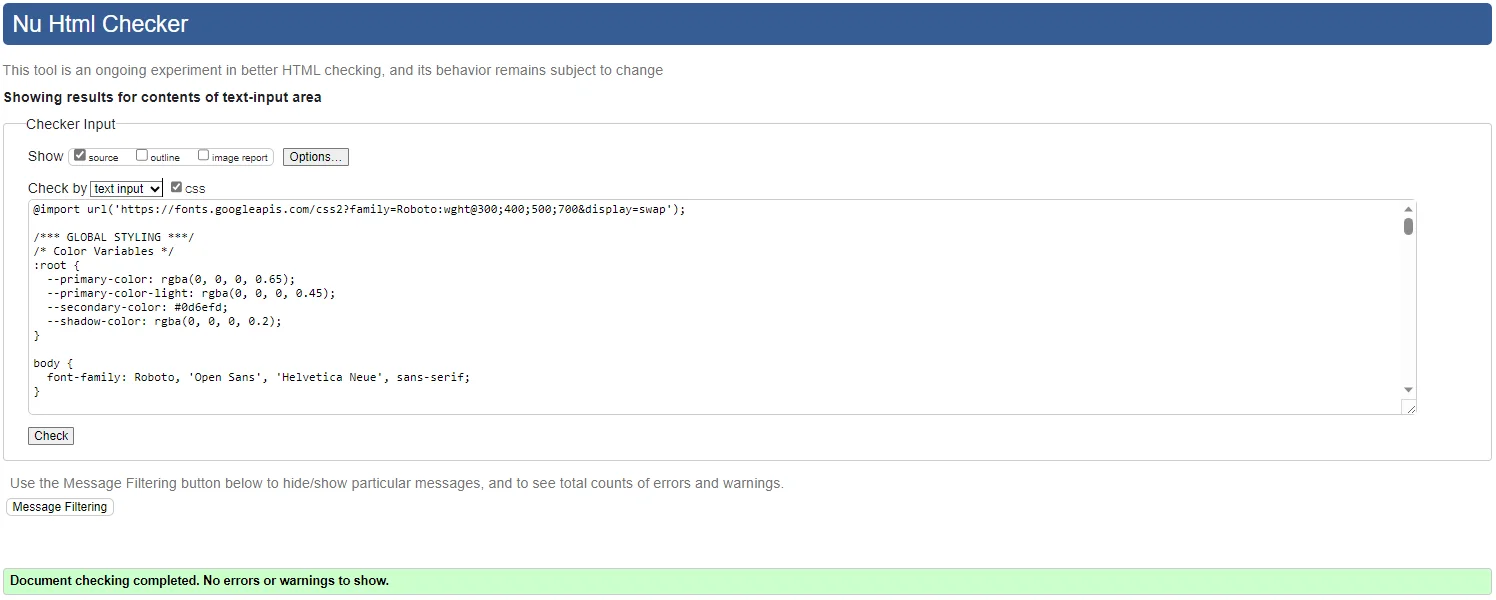 Nu Html Checker
This tool is an ongoing experiment in better HTML checking, and its behavior remains subject to change
Showing results for contents of text-input area
Checker Input
Show source outline image report Options...
Check by text input css
@import url('https://fonts.googleapis.com/css2?family=Roboto:wght@300;400;500;700&display=swap');
/*** GLOBAL STYLING ***/
/* Color Variables */
:root {
--primary-color: rgba(0, 0, 0, 0.65);
--primary-color-light: rgba(0, 0, 0, 0.45);
--secondary-color: #0d6efd;
--shadow-color: rgba(0, 0, 0, 0.2);
}
body {
font-family: Roboto, 'Open Sans', 'Helvetica Neue', sans-serif;
}
Check
Use the Message Filtering button below to hide/show particular messages, and to see total counts of errors and warnings.
Message Filtering
Document checking completed. No errors or warnings to show.